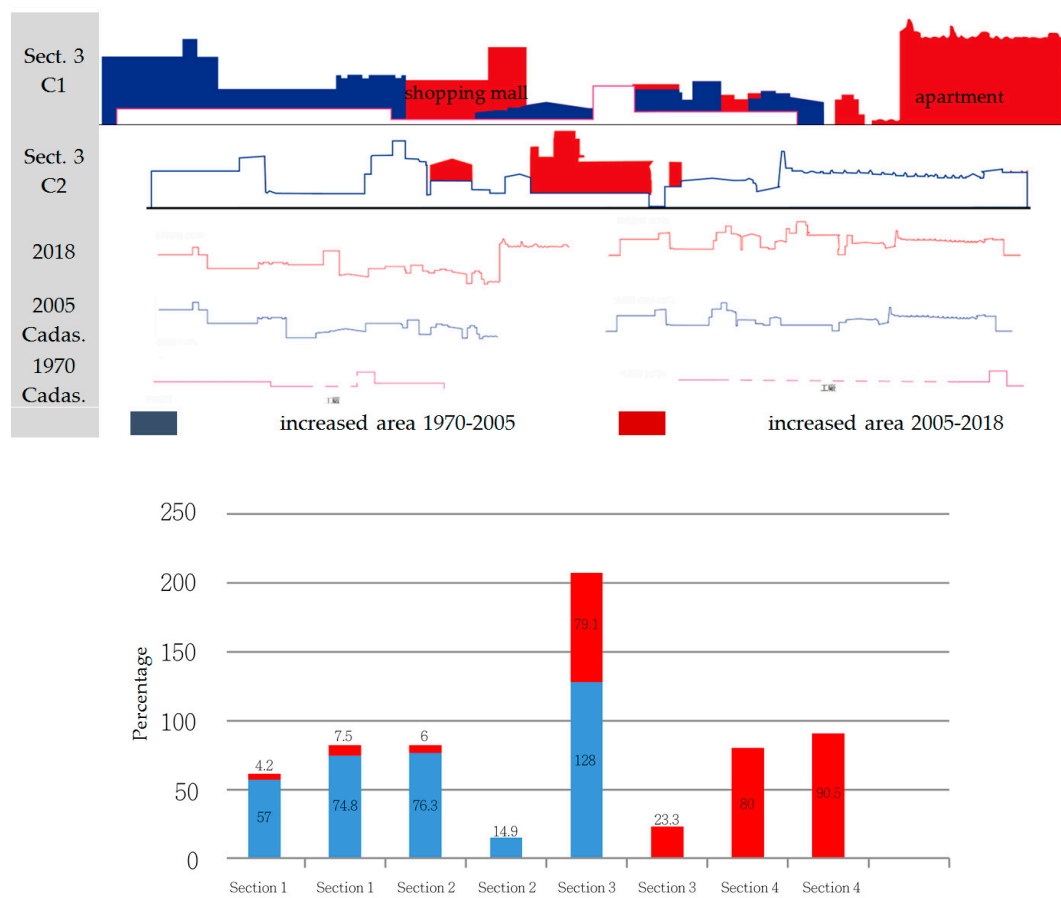 Sect. 3
C1
shopping mall
apartment
Sect. 3
C2
2018
2005
Cadas.
1970
Cadas.
increased area 1970-2005
increased area 2005-2018
250
200
150
100
50
0
Percentage
4.2
57
7.5
74.8
6
76.3
14.9
79.1
128
23.3
80
90.5
Section 1
Section 1
Section 2
Section 2
Section 3
Section 3
Section 4
Section 4